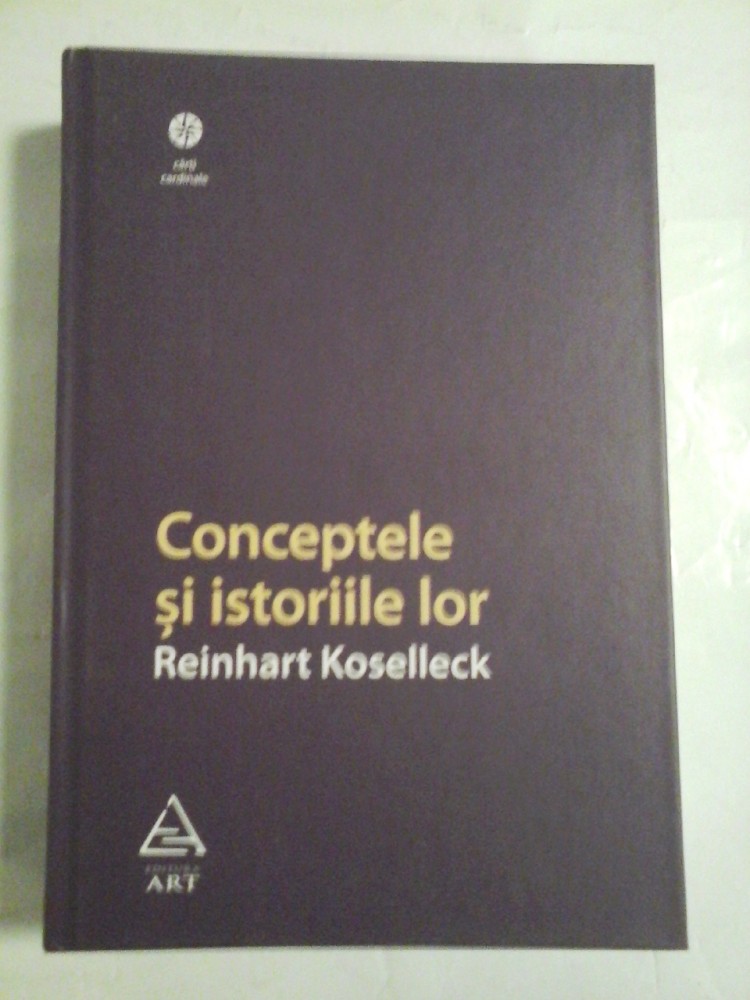 cărți
cardinale
Conceptele
și istoriile lor
Reinhart Koselleck
EDITURA
ART